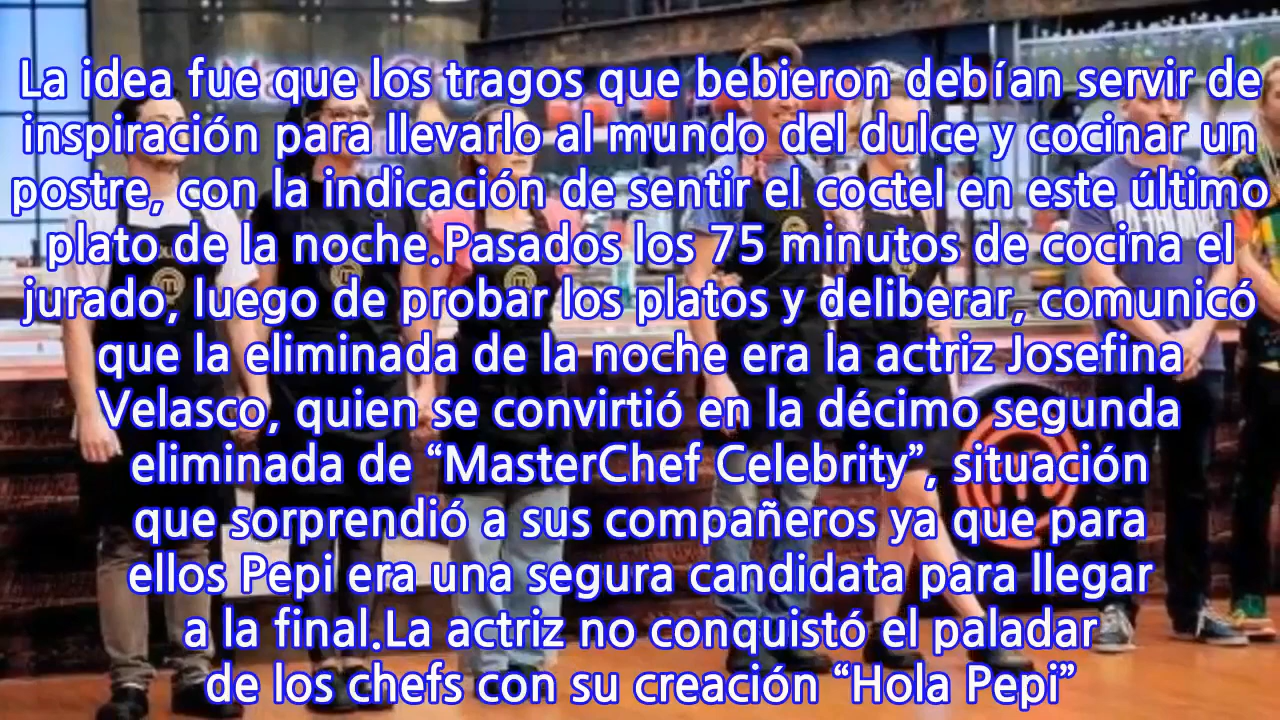 La idea fue que los tragos que bebieron debían servir de
inspiración para llevarlo al mundo del dulce y cocinar un
postre, con la indicación de sentir el coctel en este último
plato de la noche.Pasados los 75 minutos de cocina el
jurado, luego de probar los platos y deliberar, comunicó
que la eliminada de la noche era la actriz Josefina
Velasco, quien se convirtió en la décimo segunda
eliminada de “MasterChef Celebrity”, situación
que sorprendió a sus compañeros ya que para
ellos Pepi era una segura candidata para llegar
a la final.La actriz no conquistó el paladar
de los chefs con su creación “Hola Pepi”